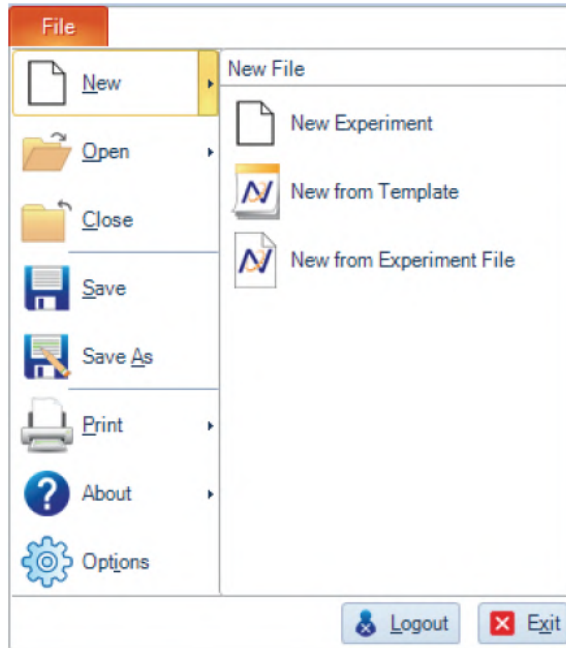 File
New
Open
Close
Save
Save As
Print
About
Options
New File
New Experiment
New from Template
New from Experiment File
Logout
Exit